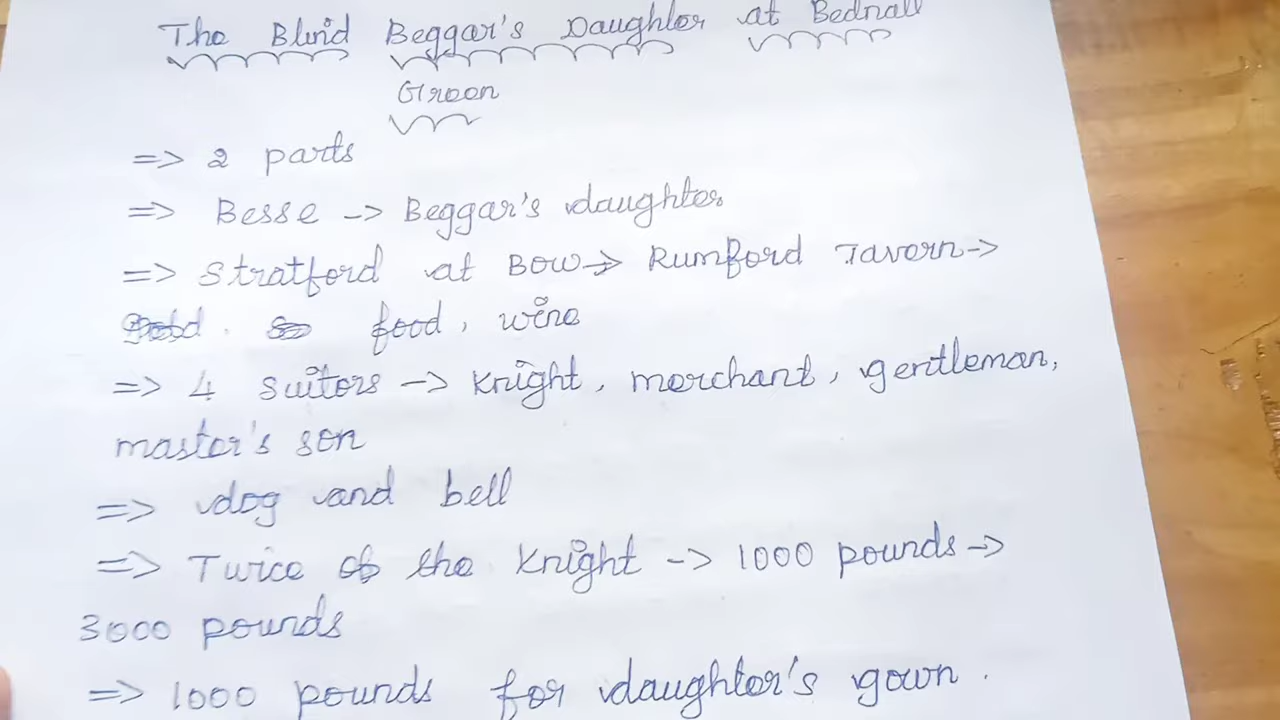 The Blind Beggar's Daughter at Bednall
Green
=> 2 parts
=> Besse -> Beggar's daughter
=> Stratford at Bow -> Rumford Tavern ->
food, wine
=> 4 suitors -> Knight, merchant, gentleman,
master's son
=> dog and bell
=> Twice of the Knight -> 1000 pounds ->
3000 pounds
=> 1000 pounds for daughter's gown.